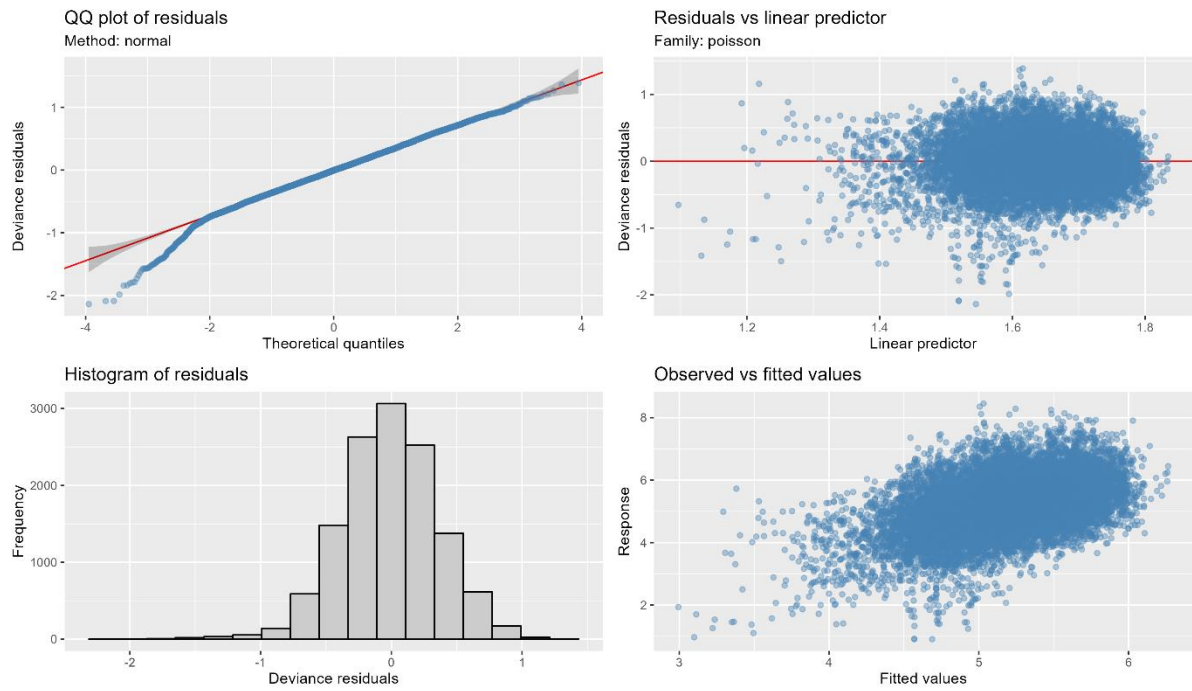 QQ plot of residuals
Method: normal
1
0
-1
-2
Deviance residuals
-4
-2
0
2
4
Theoretical quantiles
Residuals vs linear predictor
Family: poisson
1
0
-1
-2
Deviance residuals
1.2
1.4
1.6
1.8
Linear predictor
Histogram of residuals
3000
2000
1000
0
Frequency
-2
-1
0
1
Deviance residuals
Observed vs fitted values
8
6
4
2
Response
3
4
5
6
Fitted values